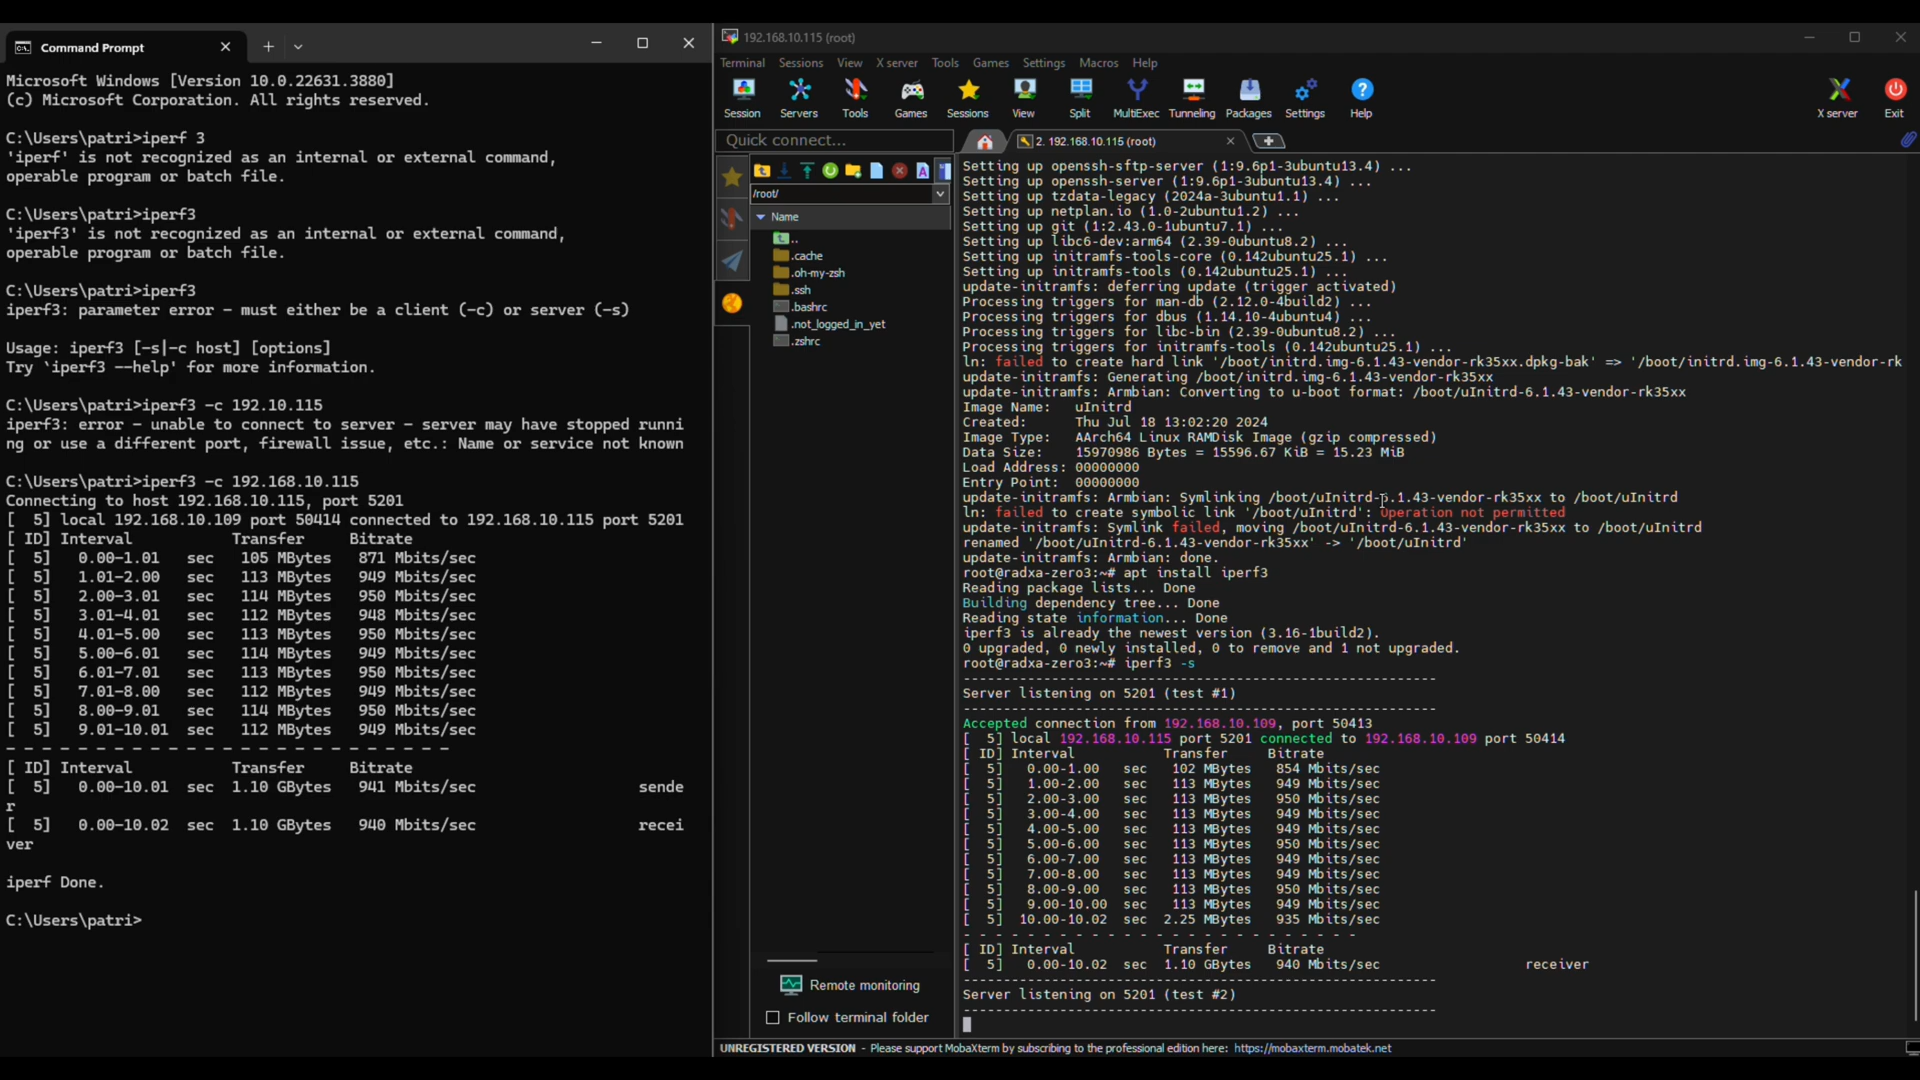 Command Prompt
Microsoft Windows [Version 10.0.22631.3880]
(c) Microsoft Corporation. All rights reserved.
C:\Users\patri>iperf 3
'iperf' is not recognized as an internal or external command,
operable program or batch file.
C:\Users\patri>iperf3
'iperf3' is not recognized as an internal or external command,
operable program or batch file.
C:\Users\patri>iperf3
iperf3: parameter error - must either be a client (-c) or server (-s)
Usage: iperf3 [-s|-c host] [options]
Try `iperf3 --help' for more information.
C:\Users\patri>iperf3 -c 192.10.115
iperf3: error - unable to connect to server - server may have stopped runni
ng or use a different port, firewall issue, etc.: Name or service not known
C:\Users\patri>iperf3 -c 192.168.10.115
Connecting to host 192.168.10.115, port 5201
[  5] local 192.168.10.109 port 50414 connected to 192.168.10.115 port 5201
[ ID] Interval           Transfer     Bitrate
[  5]   0.00-1.01   sec   105 MBytes   871 Mbits/sec
[  5]   1.01-2.00   sec   113 MBytes   949 Mbits/sec
[  5]   2.00-3.01   sec   114 MBytes   950 Mbits/sec
[  5]   3.01-4.01   sec   112 MBytes   948 Mbits/sec
[  5]   4.01-5.00   sec   113 MBytes   950 Mbits/sec
[  5]   5.00-6.01   sec   114 MBytes   949 Mbits/sec
[  5]   6.01-7.01   sec   113 MBytes   950 Mbits/sec
[  5]   7.01-8.00   sec   112 MBytes   949 Mbits/sec
[  5]   8.00-9.01   sec   114 MBytes   950 Mbits/sec
[  5]   9.01-10.01  sec   112 MBytes   949 Mbits/sec
- - - - - - - - - - - - - - - - - - - - - - - - -
[ ID] Interval           Transfer     Bitrate
[  5]   0.00-10.01  sec  1.10 GBytes   941 Mbits/sec                  sende
r
[  5]   0.00-10.02  sec  1.10 GBytes   940 Mbits/sec                  recei
ver
iperf Done.
C:\Users\patri>
192.168.10.115 (root)
Terminal Sessions View X server Tools Games Settings Macros Help
Session Servers Tools Games Sessions View Split MultiExec Tunneling Packages Settings Help X server Exit
Quick connect...
2. 192.168.10.115 (root)
/root/
Name
..
.cache
.oh-my-zsh
.ssh
.bashrc
.not_logged_in_yet
.zshrc
Remote monitoring
Follow terminal folder
Setting up openssh-sftp-server (1:9.6p1-3ubuntu13.4) ...
Setting up openssh-server (1:9.6p1-3ubuntu13.4) ...
Setting up tzdata-legacy (2024a-3ubuntu1.1) ...
Setting up netplan.io (1.0-2ubuntu1.2) ...
Setting up git (1:2.43.0-1ubuntu7.1) ...
Setting up libc6-dev:arm64 (2.39-0ubuntu8.2) ...
Setting up initramfs-tools-core (0.142ubuntu25.1) ...
Setting up initramfs-tools (0.142ubuntu25.1) ...
update-initramfs: deferring update (trigger activated)
Processing triggers for man-db (2.12.0-4build2) ...
Processing triggers for dbus (1.14.10-4ubuntu4) ...
Processing triggers for libc-bin (2.39-0ubuntu8.2) ...
Processing triggers for initramfs-tools (0.142ubuntu25.1) ...
ln: failed to create hard link '/boot/initrd.img-6.1.43-vendor-rk35xx.dpkg-bak' => '/boot/initrd.img-6.1.43-vendor-rk
update-initramfs: Generating /boot/initrd.img-6.1.43-vendor-rk35xx
update-initramfs: Armbian: Converting to u-boot format: /boot/uInitrd-6.1.43-vendor-rk35xx
Image Name:   uInitrd
Created:      Thu Jul 18 13:02:20 2024
Image Type:   AArch64 Linux RAMDisk Image (gzip compressed)
Data Size:    15970986 Bytes = 15596.67 KiB = 15.23 MiB
Load Address: 00000000
Entry Point:  00000000
update-initramfs: Armbian: Symlinking /boot/uInitrd-6.1.43-vendor-rk35xx to /boot/uInitrd
ln: failed to create symbolic link '/boot/uInitrd': Operation not permitted
update-initramfs: Symlink failed, moving /boot/uInitrd-6.1.43-vendor-rk35xx to /boot/uInitrd
renamed '/boot/uInitrd-6.1.43-vendor-rk35xx' -> '/boot/uInitrd'
update-initramfs: Armbian: done.
root@radxa-zero3:~# apt install iperf3
Reading package lists... Done
Building dependency tree... Done
Reading state information... Done
iperf3 is already the newest version (3.16-1build2).
0 upgraded, 0 newly installed, 0 to remove and 1 not upgraded.
root@radxa-zero3:~# iperf3 -s
-----------------------------------------------------------
Server listening on 5201 (test #1)
-----------------------------------------------------------
Accepted connection from 192.168.10.109, port 50413
[  5] local 192.168.10.115 port 5201 connected to 192.168.10.109 port 50414
[ ID] Interval           Transfer     Bitrate
[  5]   0.00-1.00   sec   102 MBytes   854 Mbits/sec
[  5]   1.00-2.00   sec   113 MBytes   949 Mbits/sec
[  5]   2.00-3.00   sec   113 MBytes   950 Mbits/sec
[  5]   3.00-4.00   sec   113 MBytes   949 Mbits/sec
[  5]   4.00-5.00   sec   113 MBytes   949 Mbits/sec
[  5]   5.00-6.00   sec   113 MBytes   950 Mbits/sec
[  5]   6.00-7.00   sec   113 MBytes   949 Mbits/sec
[  5]   7.00-8.00   sec   113 MBytes   949 Mbits/sec
[  5]   8.00-9.00   sec   113 MBytes   950 Mbits/sec
[  5]   9.00-10.00  sec   113 MBytes   949 Mbits/sec
[  5]  10.00-10.02  sec  2.25 MBytes   935 Mbits/sec
- - - - - - - - - - - - - - - - - - - - - - - - -
[ ID] Interval           Transfer     Bitrate
[  5]   0.00-10.02  sec  1.10 GBytes   940 Mbits/sec                  receiver
-----------------------------------------------------------
Server listening on 5201 (test #2)
-----------------------------------------------------------
UNREGISTERED VERSION - Please support MobaXterm by subscribing to the professional edition here: https://mobaxterm.mobatek.net